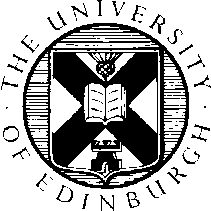 · THE UNIVERSITY ·
OF EDINBURGH